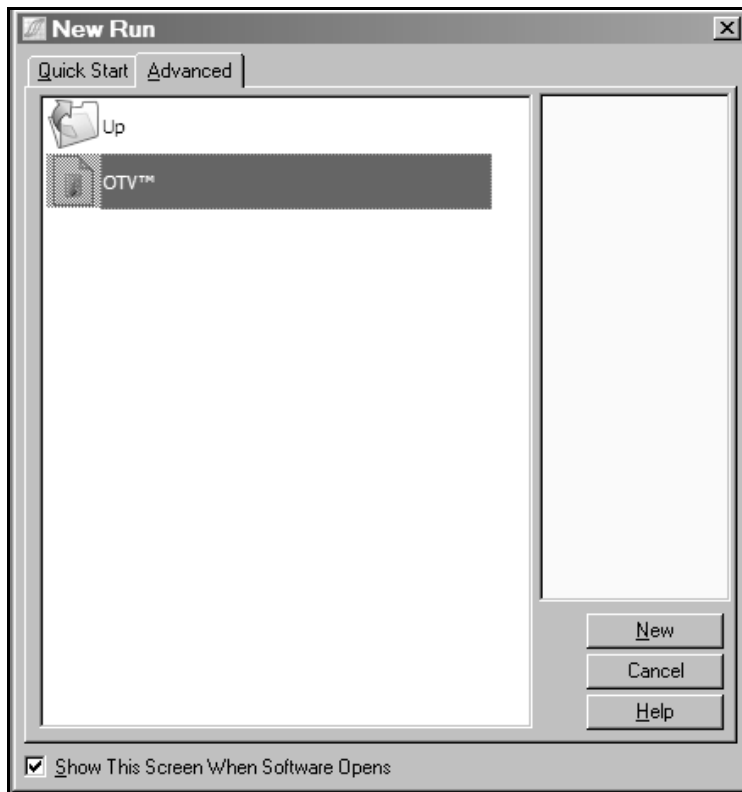 New Run
Quick Start Advanced
Up
OTV™
New
Cancel
Help
Show This Screen When Software Opens